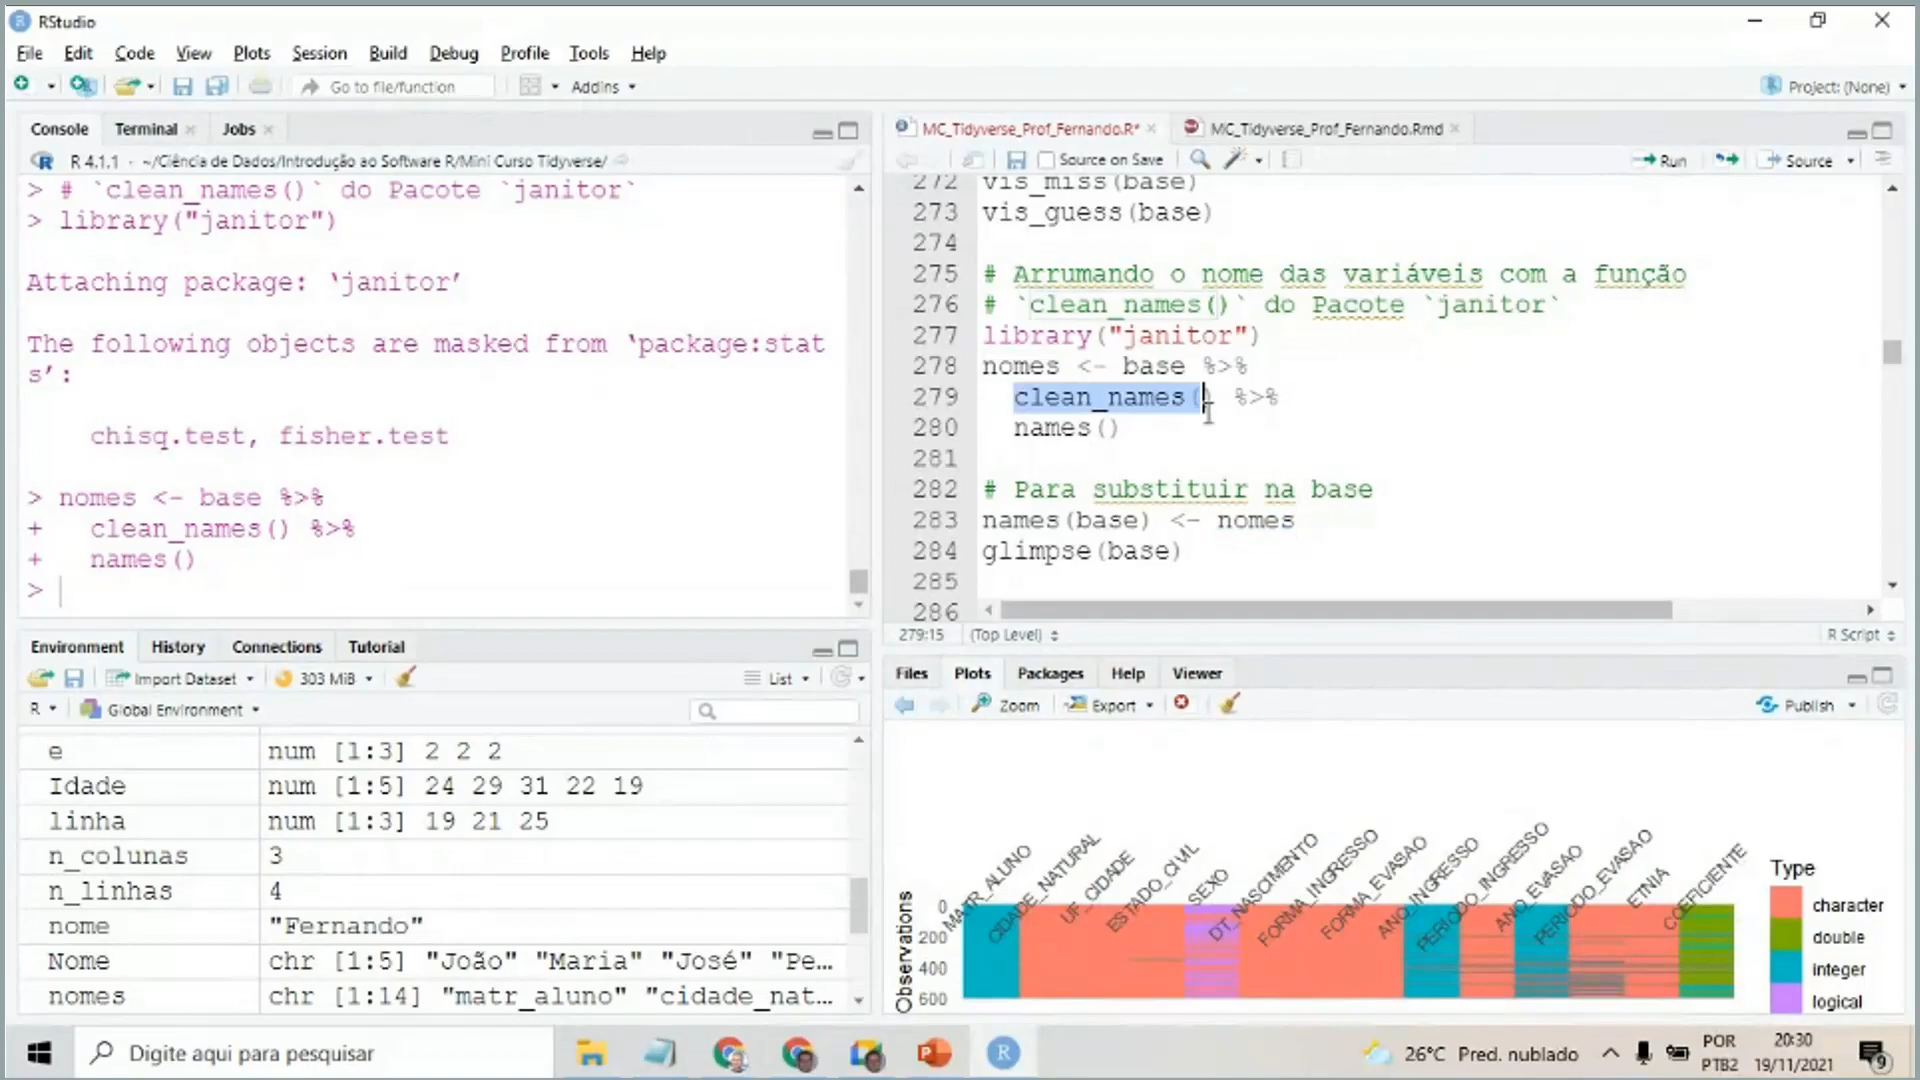 RStudio
File Edit Code View Plots Session Build Debug Profile Tools Help
Go to file/function Addins Project: (None)
Console Terminal Jobs
R 4.1.1 · ~/Ciência de Dados/Introdução ao Software R/Mini Curso Tidyverse/
> # `clean_names()` do Pacote `janitor`
> library("janitor")
Attaching package: ‘janitor’
The following objects are masked from ‘package:stat
s’:
chisq.test, fisher.test
> nomes <- base %>%
+ clean_names() %>%
+ names()
>
MC_Tidyverse_Prof_Fernando.R* MC_Tidyverse_Prof_Fernando.Rmd
Source on Save Run Source
272 vis_miss(base)
273 vis_guess(base)
274
275 # Arrumando o nome das variáveis com a função
276 # `clean_names()` do Pacote `janitor`
277 library("janitor")
278 nomes <- base %>%
279 clean_names() %>%
280 names()
281
282 # Para substituir na base
283 names(base) <- nomes
284 glimpse(base)
285
286
279:15 (Top Level) R Script
Environment History Connections Tutorial
Import Dataset 303 MiB List
R Global Environment
e num [1:3] 2 2 2
Idade num [1:5] 24 29 31 22 19
linha num [1:3] 19 21 25
n_colunas 3
n_linhas 4
nome "Fernando"
Nome chr [1:5] "João" "Maria" "José" "Pe…
nomes chr [1:14] "matr_aluno" "cidade_nat…
Files Plots Packages Help Viewer
Zoom Export Publish
MATR_ALUNO
CIDADE_NATURAL
UF_CIDADE
ESTADO_CIVIL
SEXO
DT_NASCIMENTO
FORMA_INGRESSO
FORMA_EVASAO
ANO_INGRESSO
PERIODO_INGRESSO
ANO_EVASAO
PERIODO_EVASAO
ETNIA
COEFICIENTE
Observations
0
200
400
600
Type
character
double
integer
logical
Digite aqui para pesquisar
26°C Pred. nublado
POR
PTB2
20:30
19/11/2021
9